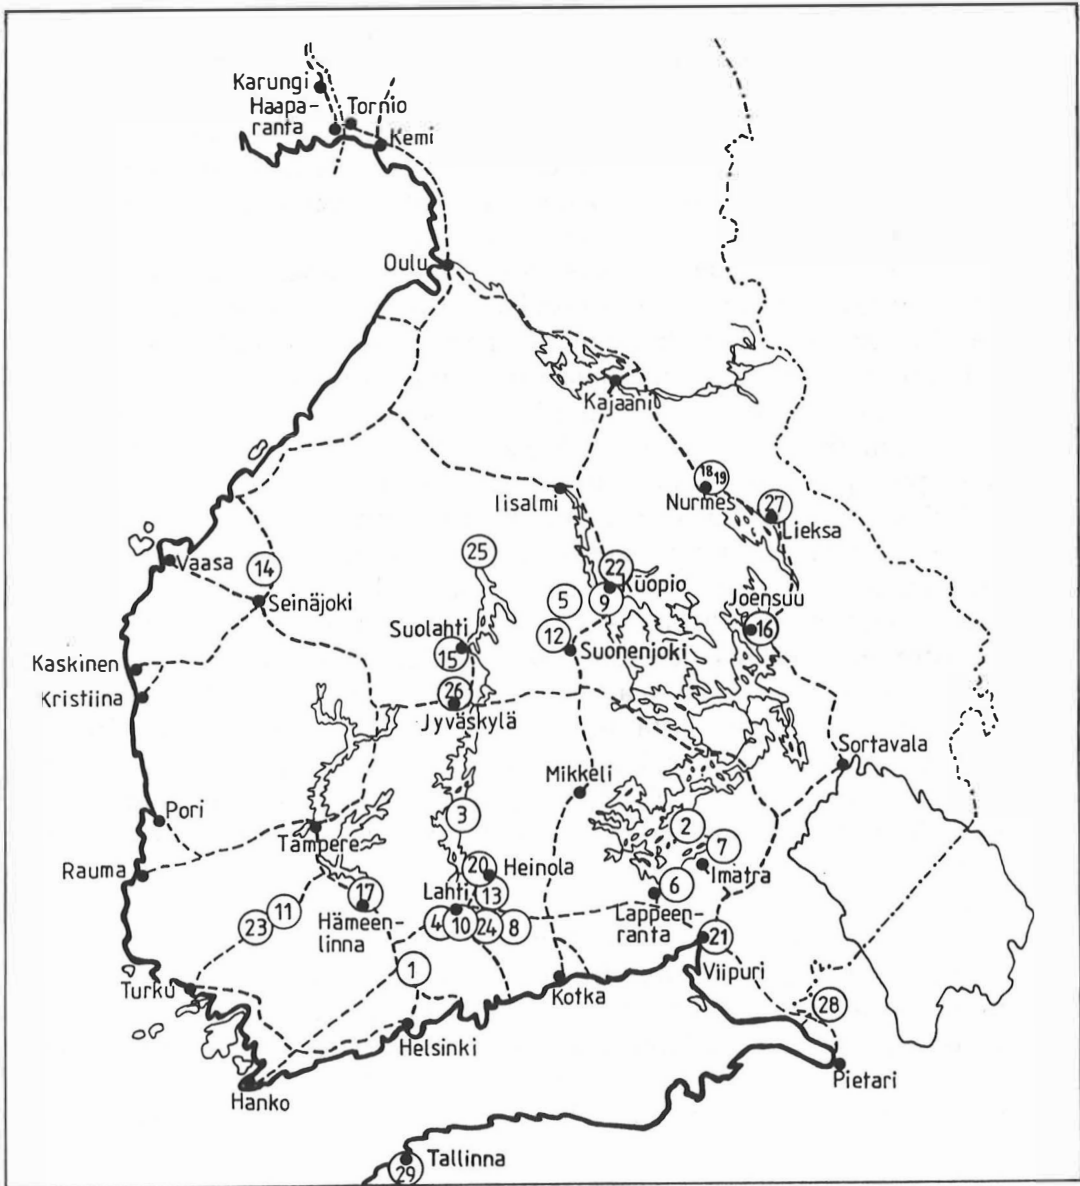 Karungi
Haapa-
ranta
Tornio
Kemi
Oulu
Kajaani
Iisalmi
18 19
Nurmes
27
Lieksa
Vaasa
14
Seinäjoki
25
22
Kuopio
5
9
Joensuu
16
Suolahti
15
12
Suonenjoki
Kaskinen
Kristiina
26
Jyväskylä
Sortavala
Mikkeli
Pori
3
2
Tampere
7
Imatra
Rauma
20
Heinola
6
Lappeen-
ranta
17
Hämeen-
linna
Lahti
13
4
10
24
8
23
11
21
Viipuri
1
Turku
Kotka
28
Helsinki
Pietari
Hanko
Tallinna
29